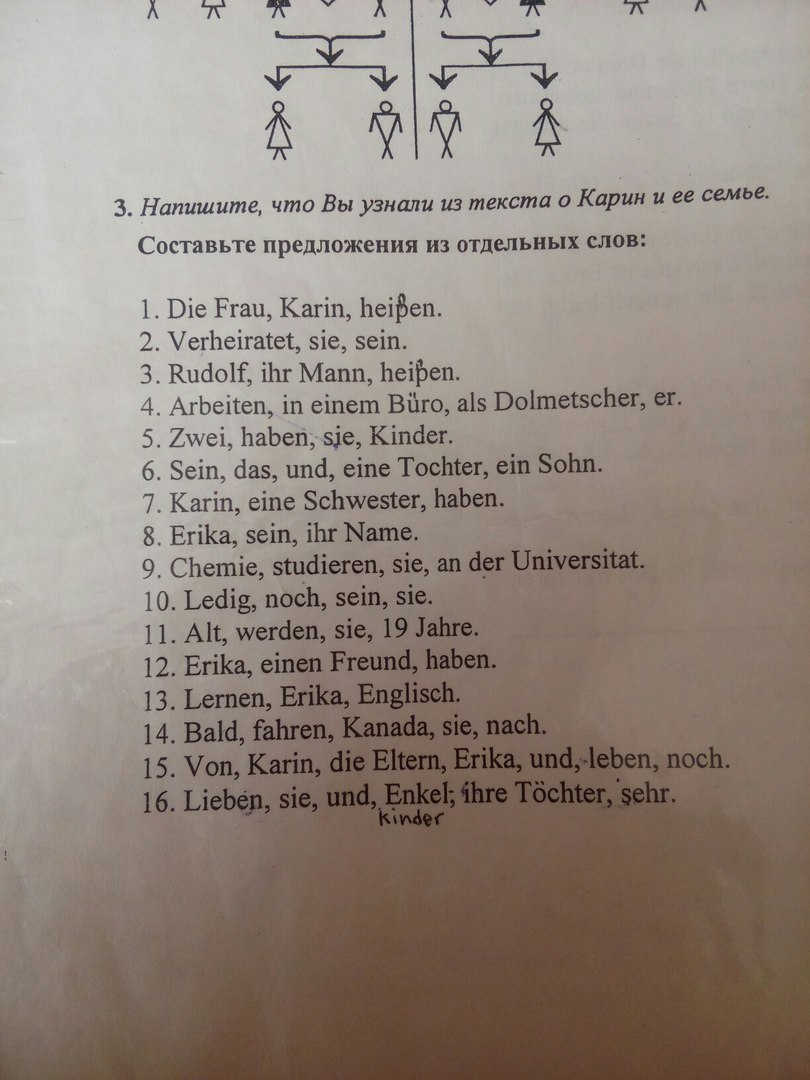 3. Напишите, что Вы узнали из текста о Карин и ее семье.
Составьте предложения из отдельных слов:
1. Die Frau, Karin, heißen.
2. Verheiratet, sie, sein.
3. Rudolf, ihr Mann, heißen.
4. Arbeiten, in einem Büro, als Dolmetscher, er.
5. Zwei, haben, sie, Kinder.
6. Sein, das, und, eine Tochter, ein Sohn.
7. Karin, eine Schwester, haben.
8. Erika, sein, ihr Name.
9. Chemie, studieren, sie, an der Universitat.
10. Ledig, noch, sein, sie.
11. Alt, werden, sie, 19 Jahre.
12. Erika, einen Freund, haben.
13. Lernen, Erika, Englisch.
14. Bald, fahren, Kanada, sie, nach.
15. Von, Karin, die Eltern, Erika, und, leben, noch.
16. Lieben, sie, und, Enkel, ihre Töchter, sehr.
kinder